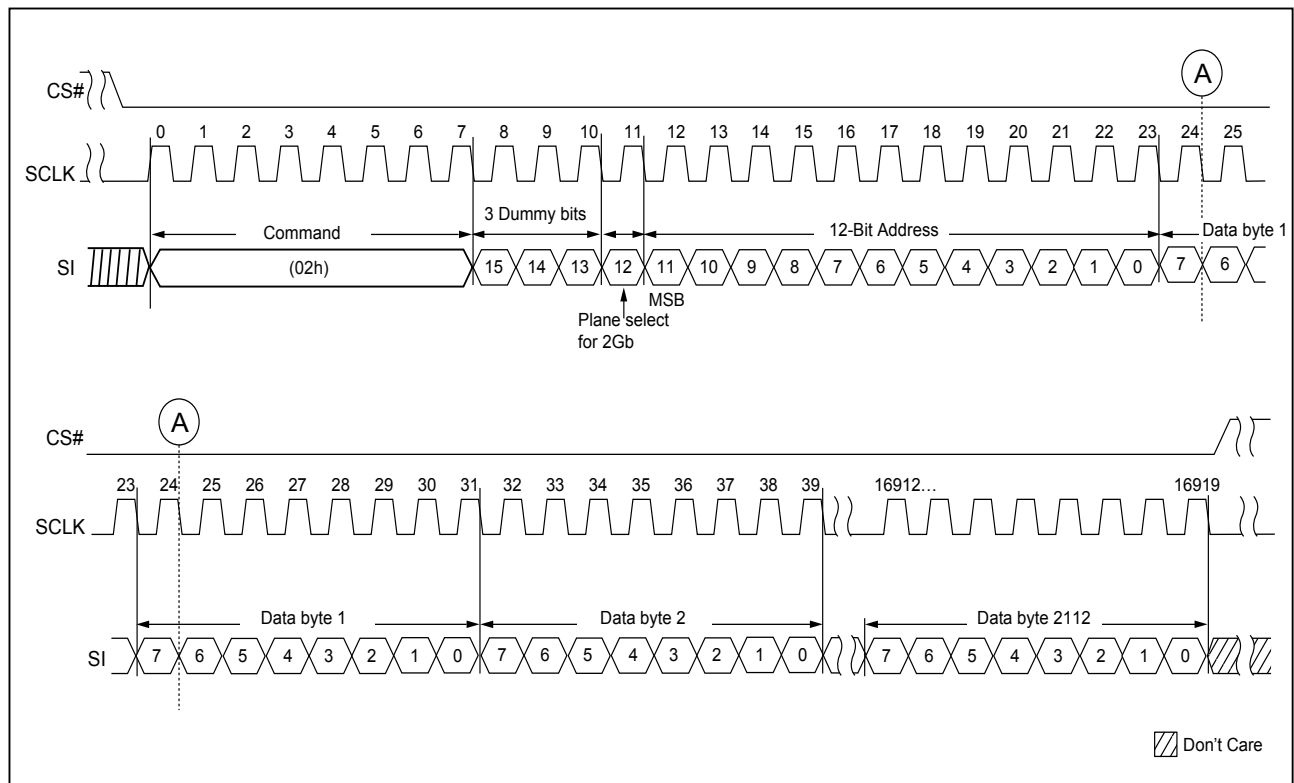 A
CS#
0 1 2 3 4 5 6 7 8 9 10 11 12 13 14 15 16 17 18 19 20 21 22 23 24 25
SCLK
3 Dummy bits
Command 12-Bit Address Data byte 1
SI (02h) 15 14 13 12 11 10 9 8 7 6 5 4 3 2 1 0 7 6
MSB
Plane select
for 2Gb
A
CS#
23 24 25 26 27 28 29 30 31 32 33 34 35 36 37 38 39 16912... 16919
SCLK
Data byte 1 Data byte 2 Data byte 2112
SI 7 6 5 4 3 2 1 0 7 6 5 4 3 2 1 0 7 6 5 4 3 2 1 0
Don't Care